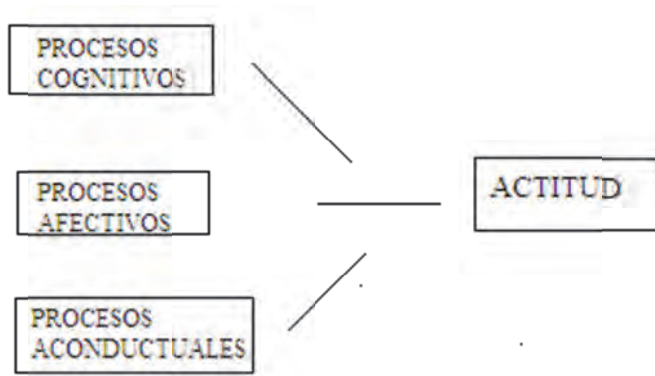 PROCESOS
COGNITIVOS
PROCESOS
AFECTIVOS
ACTITUD
PROCESOS
ACONDUCTUALES